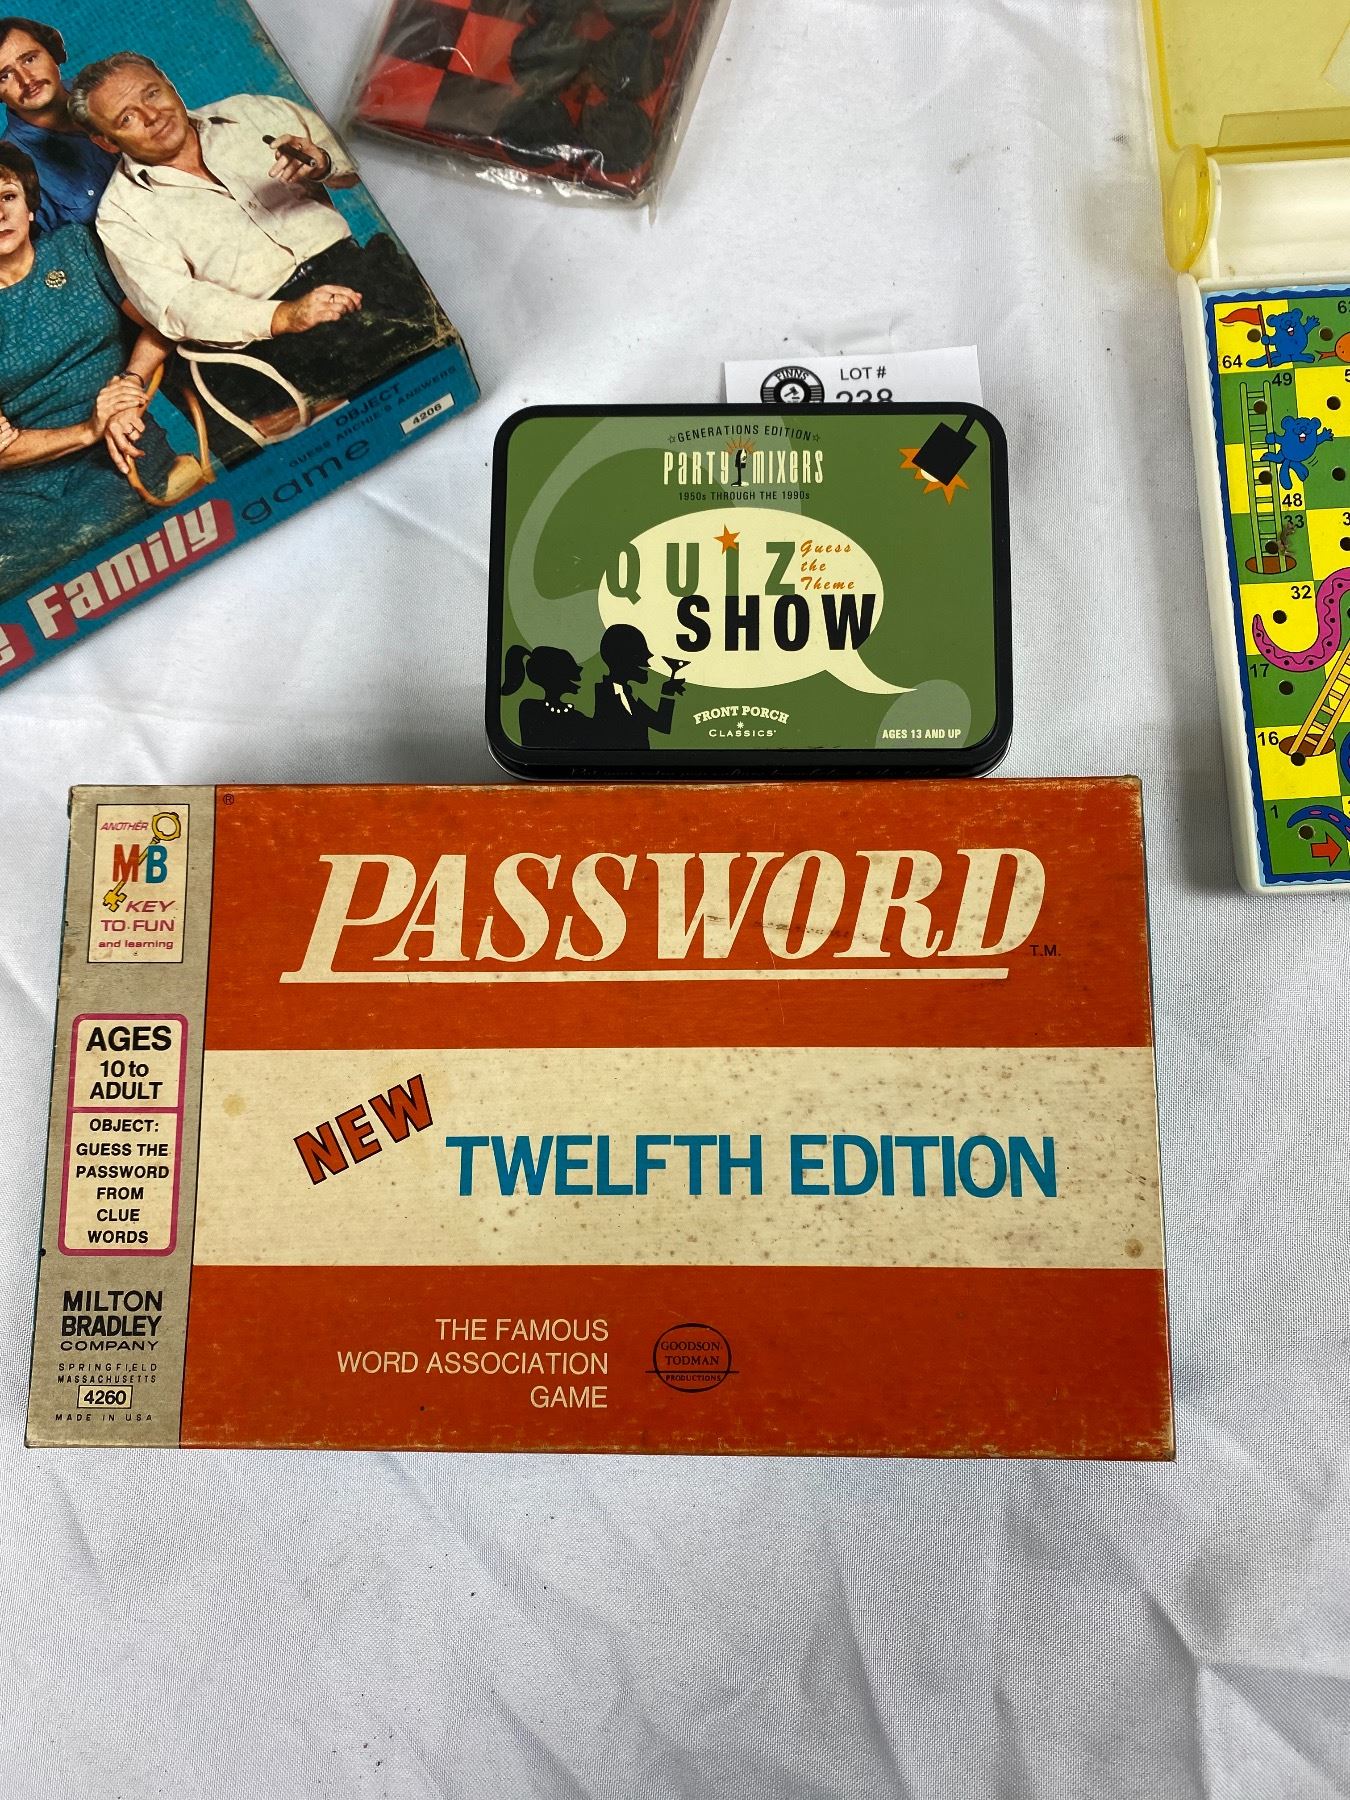 OBJECT
GUESS ARCHIE'S ANSWERS
4206
Family game
FINNS
LOT #
238
☆GENERATIONS EDITION☆
PARTY MIXERS
1950s THROUGH THE 1990s
QUIZ
Guess
the
Theme
SHOW
FRONT PORCH
CLASSICS
AGES 13 AND UP
64
49
48
33
32
17
16
1
ANOTHER
MB
KEY
TO FUN
and learning
®
PASSWORD
T.M.
AGES
10 to
ADULT
OBJECT:
GUESS THE
PASSWORD
FROM
CLUE
WORDS
NEW
TWELFTH EDITION
MILTON
BRADLEY
COMPANY
SPRINGFIELD
MASSACHUSETTS
4260
MADE IN USA
THE FAMOUS
WORD ASSOCIATION
GAME
GOODSON-
TODMAN
PRODUCTIONS